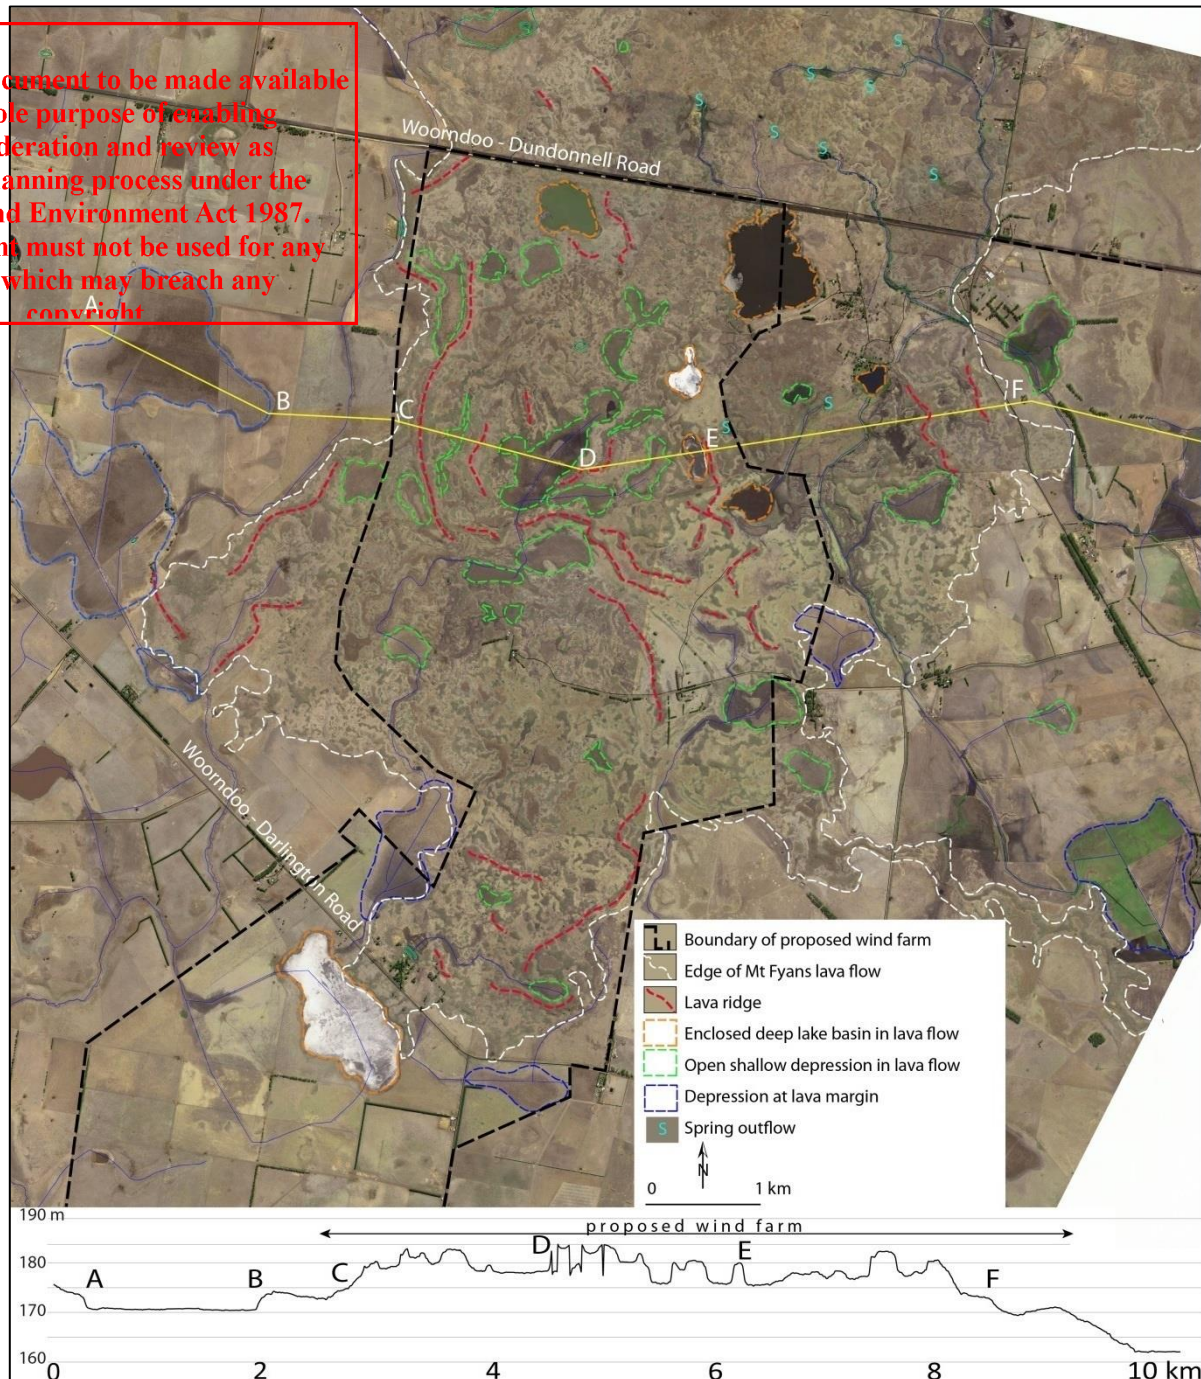 cument to be made available
ole purpose of enabling
deration and review as
anning process under the
nd Environment Act 1987.
nt must not be used for any
which may breach any
copyright
Woorndoo - Dundonnell Road
S
S
S
S
S
S
S
A
B
C
D
E
F
S
S
Woorndoo - Darlington Road
Boundary of proposed wind farm
Edge of Mt Fyans lava flow
Lava ridge
Enclosed deep lake basin in lava flow
Open shallow depression in lava flow
Depression at lava margin
S Spring outflow
N
0 1 km
190 m
proposed wind farm
180
170
160
A B C D E F
0 2 4 6 8 10 km